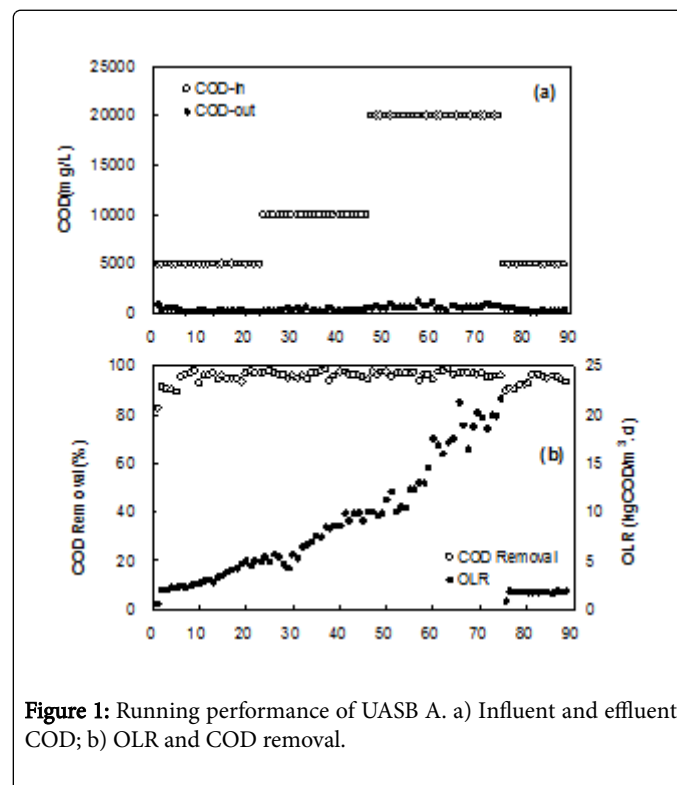 25000
20000
15000
10000
5000
0
COD(mg/L)
COD-in
COD-out
(a)
0 10 20 30 40 50 60 70 80 90
100
80
60
40
20
0
COD Removal(%)
25
20
15
10
5
0
OLR (kgCOD/m³.d)
(b)
COD Removal
OLR
0 10 20 30 40 50 60 70 80 90
Figure 1: Running performance of UASB A. a) Influent and effluent
COD; b) OLR and COD removal.